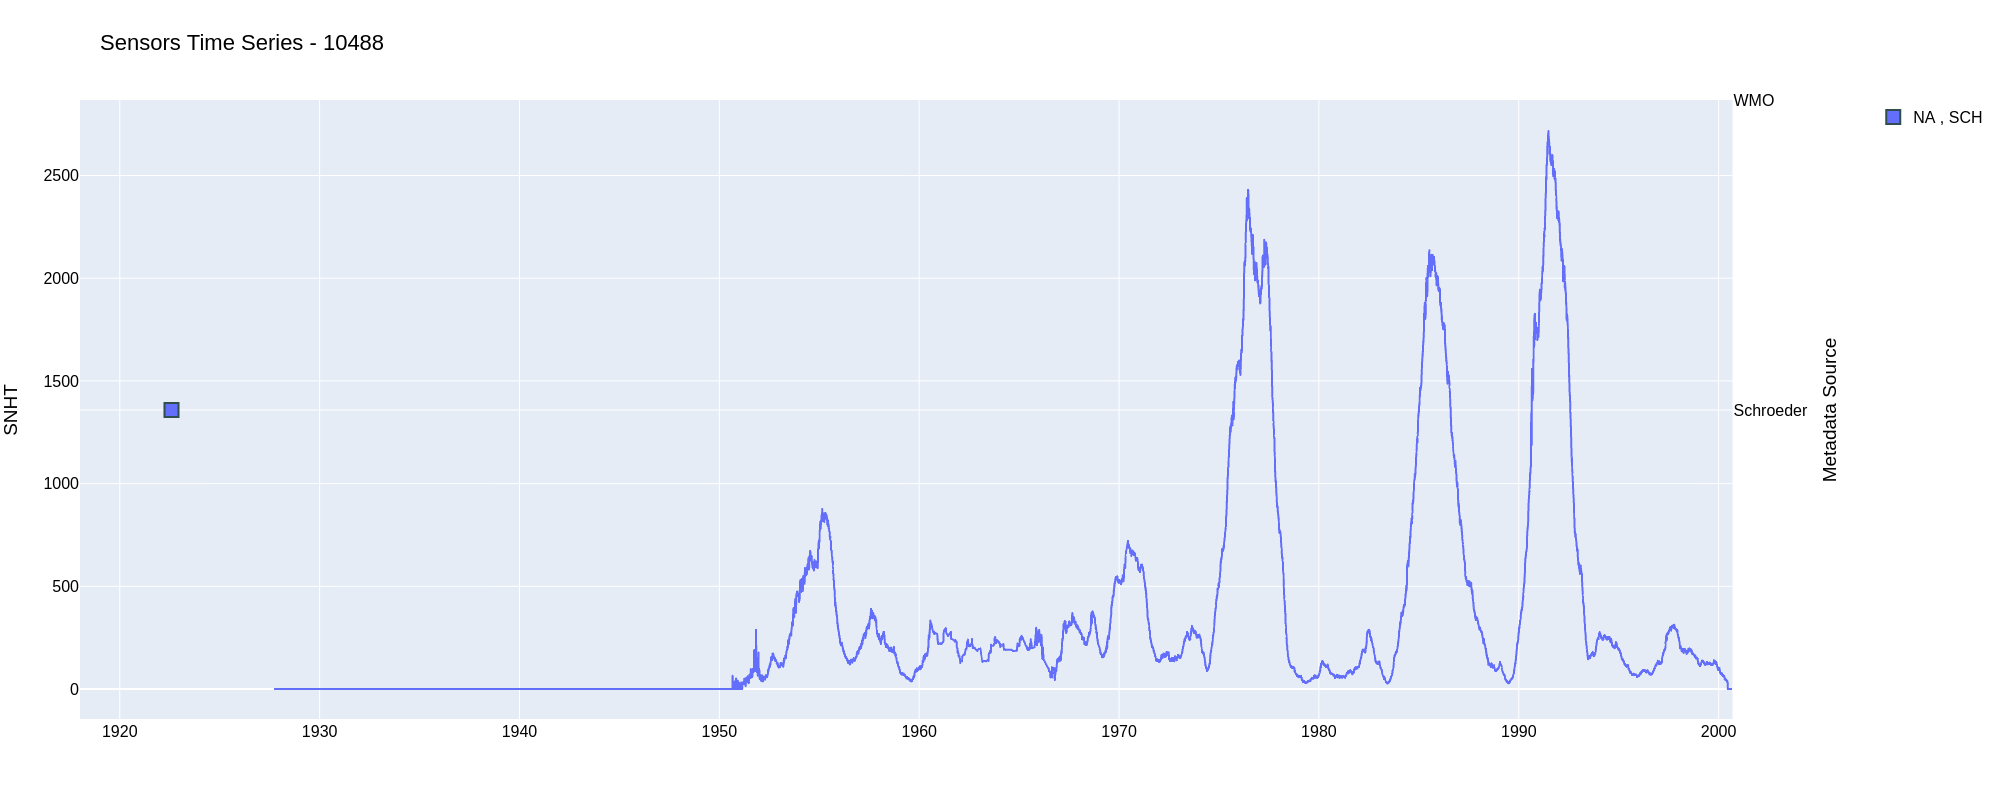 Sensors Time Series - 10488
WMO
NA , SCH
2500
2000
1500
1000
500
0
SNHT
Schroeder
Metadata Source
1920
1930
1940
1950
1960
1970
1980
1990
2000